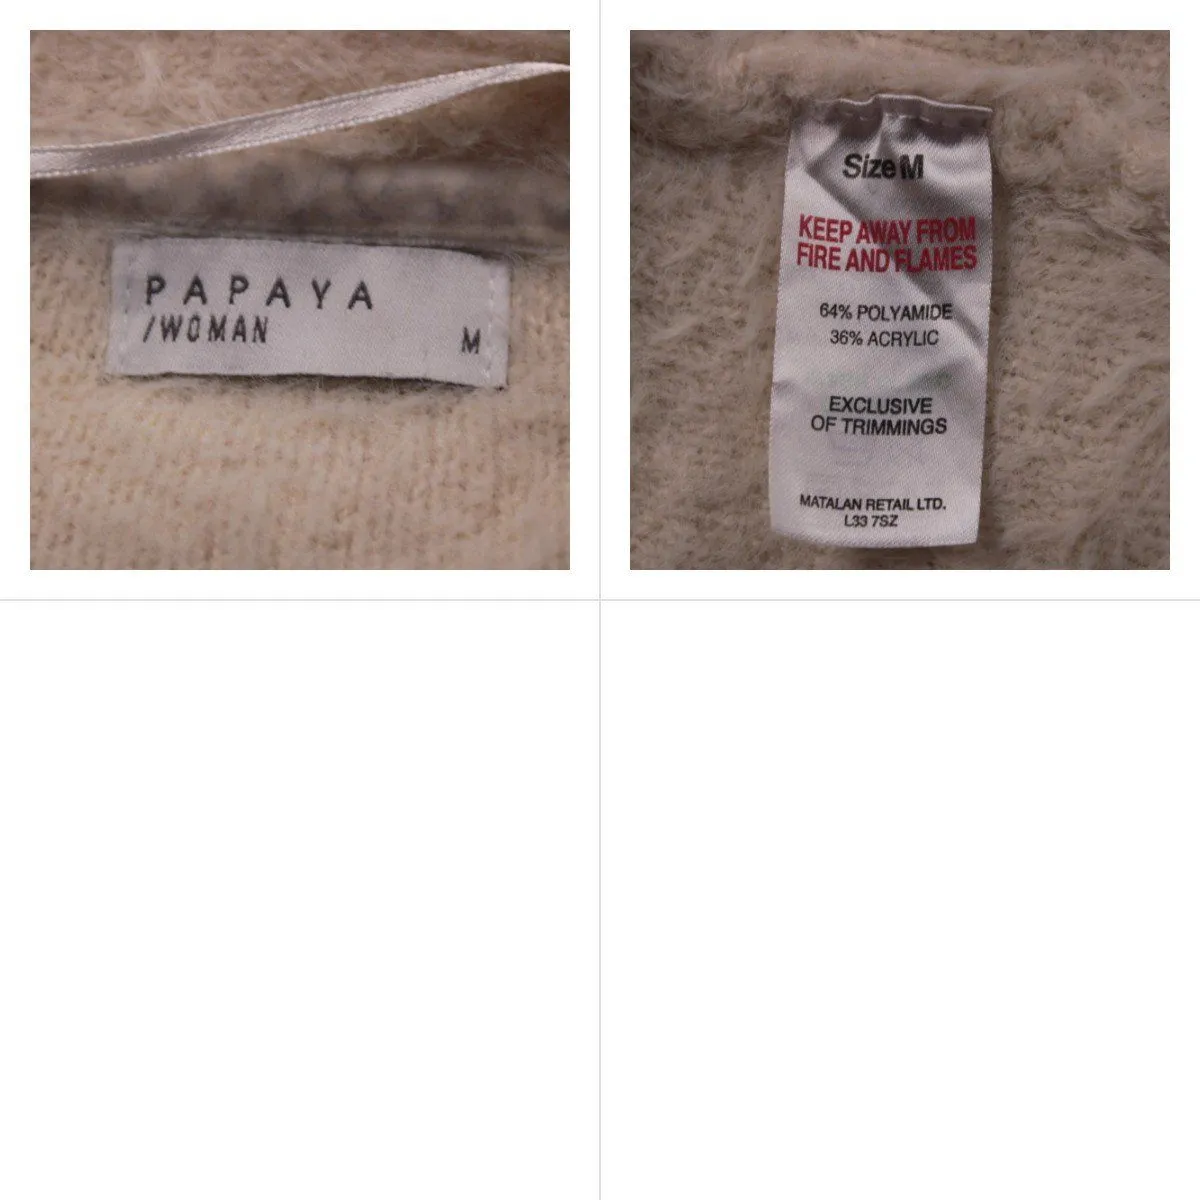 PAPAYA
/WOMAN
M
Size M
KEEP AWAY FROM
FIRE AND FLAMES
64% POLYAMIDE
36% ACRYLIC
EXCLUSIVE
OF TRIMMINGS
MATALAN RETAIL LTD.
L33 7SZ